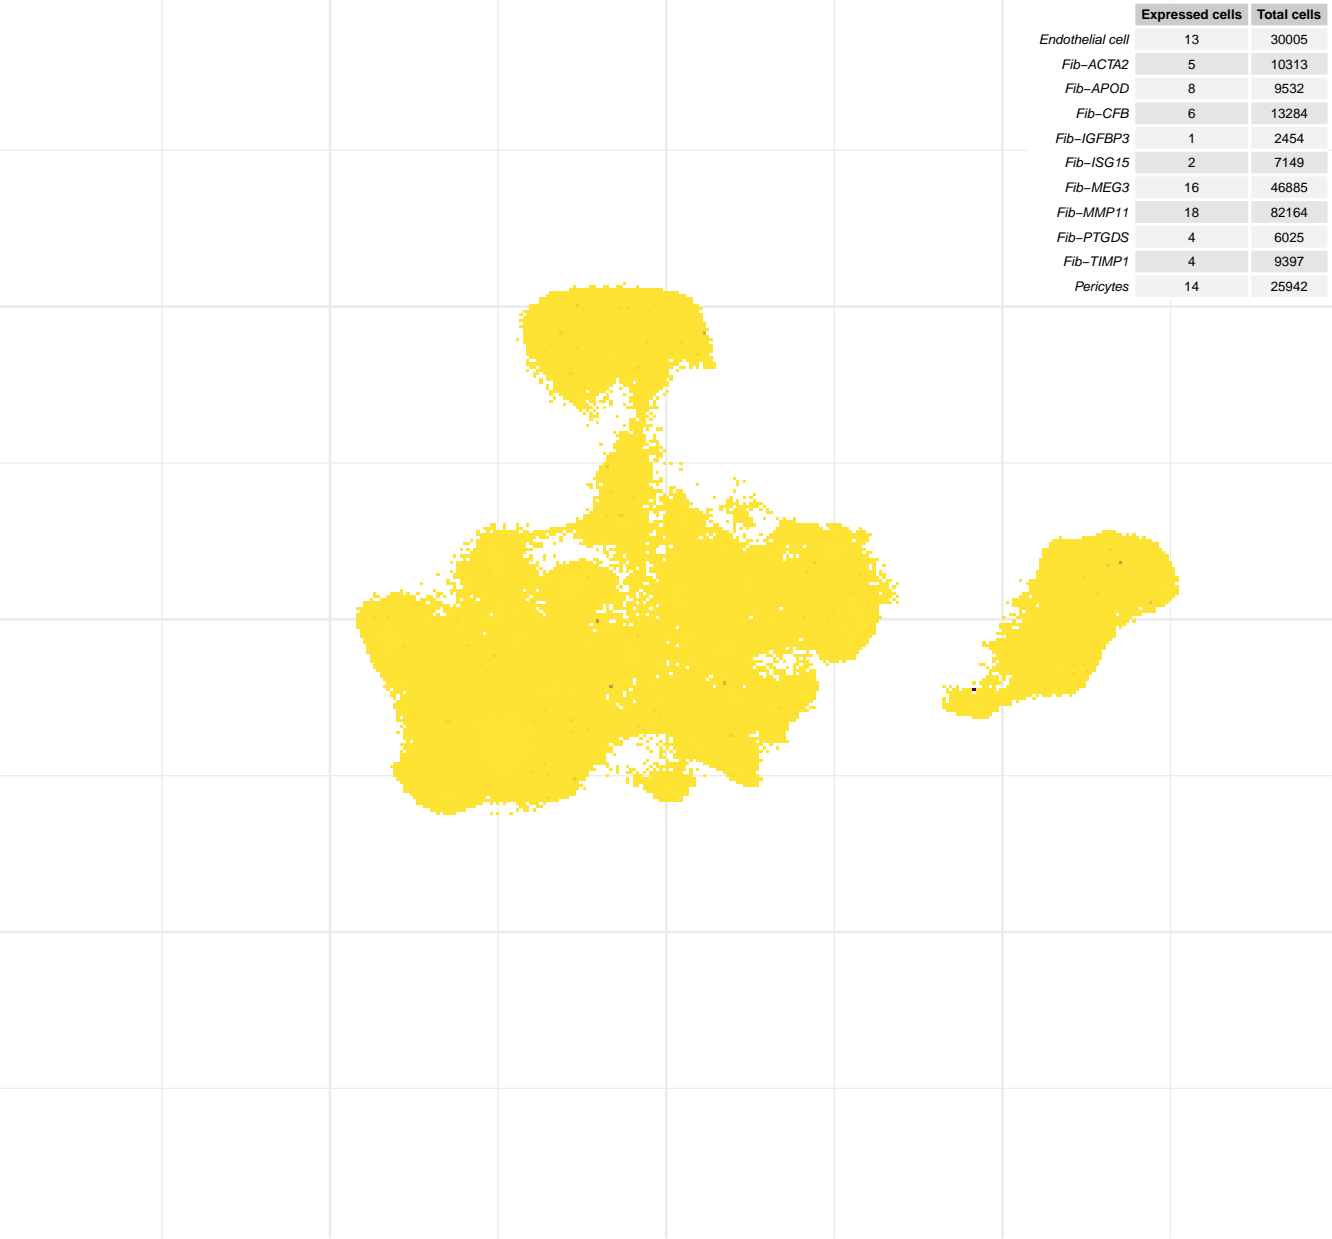 Expressed cells Total cells
Endothelial cell 13 30005
Fib−ACTA2 5 10313
Fib−APOD 8 9532
Fib−CFB 6 13284
Fib−IGFBP3 1 2454
Fib−ISG15 2 7149
Fib−MEG3 16 46885
Fib−MMP11 18 82164
Fib−PTGDS 4 6025
Fib−TIMP1 4 9397
Pericytes 14 25942